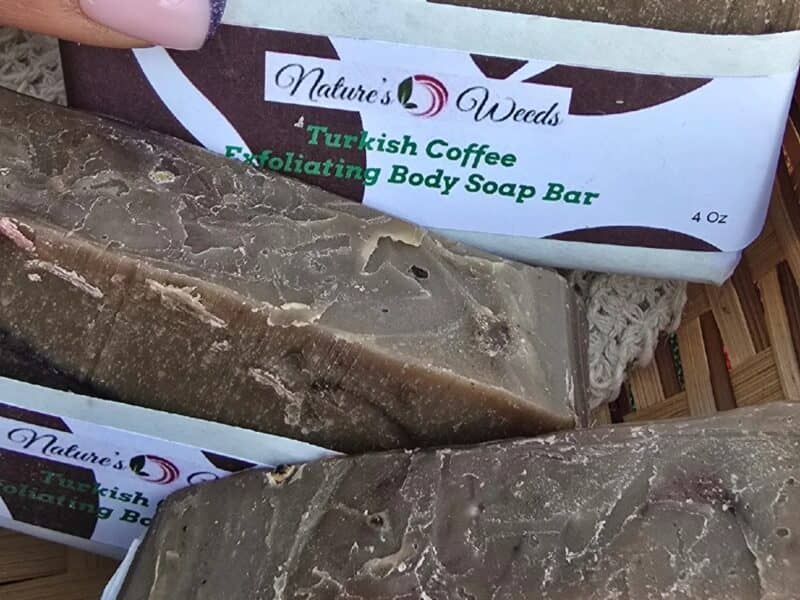 Nature's Weeds
Turkish Coffee
Exfoliating Body Soap Bar
4 Oz
Nature's
Turkish